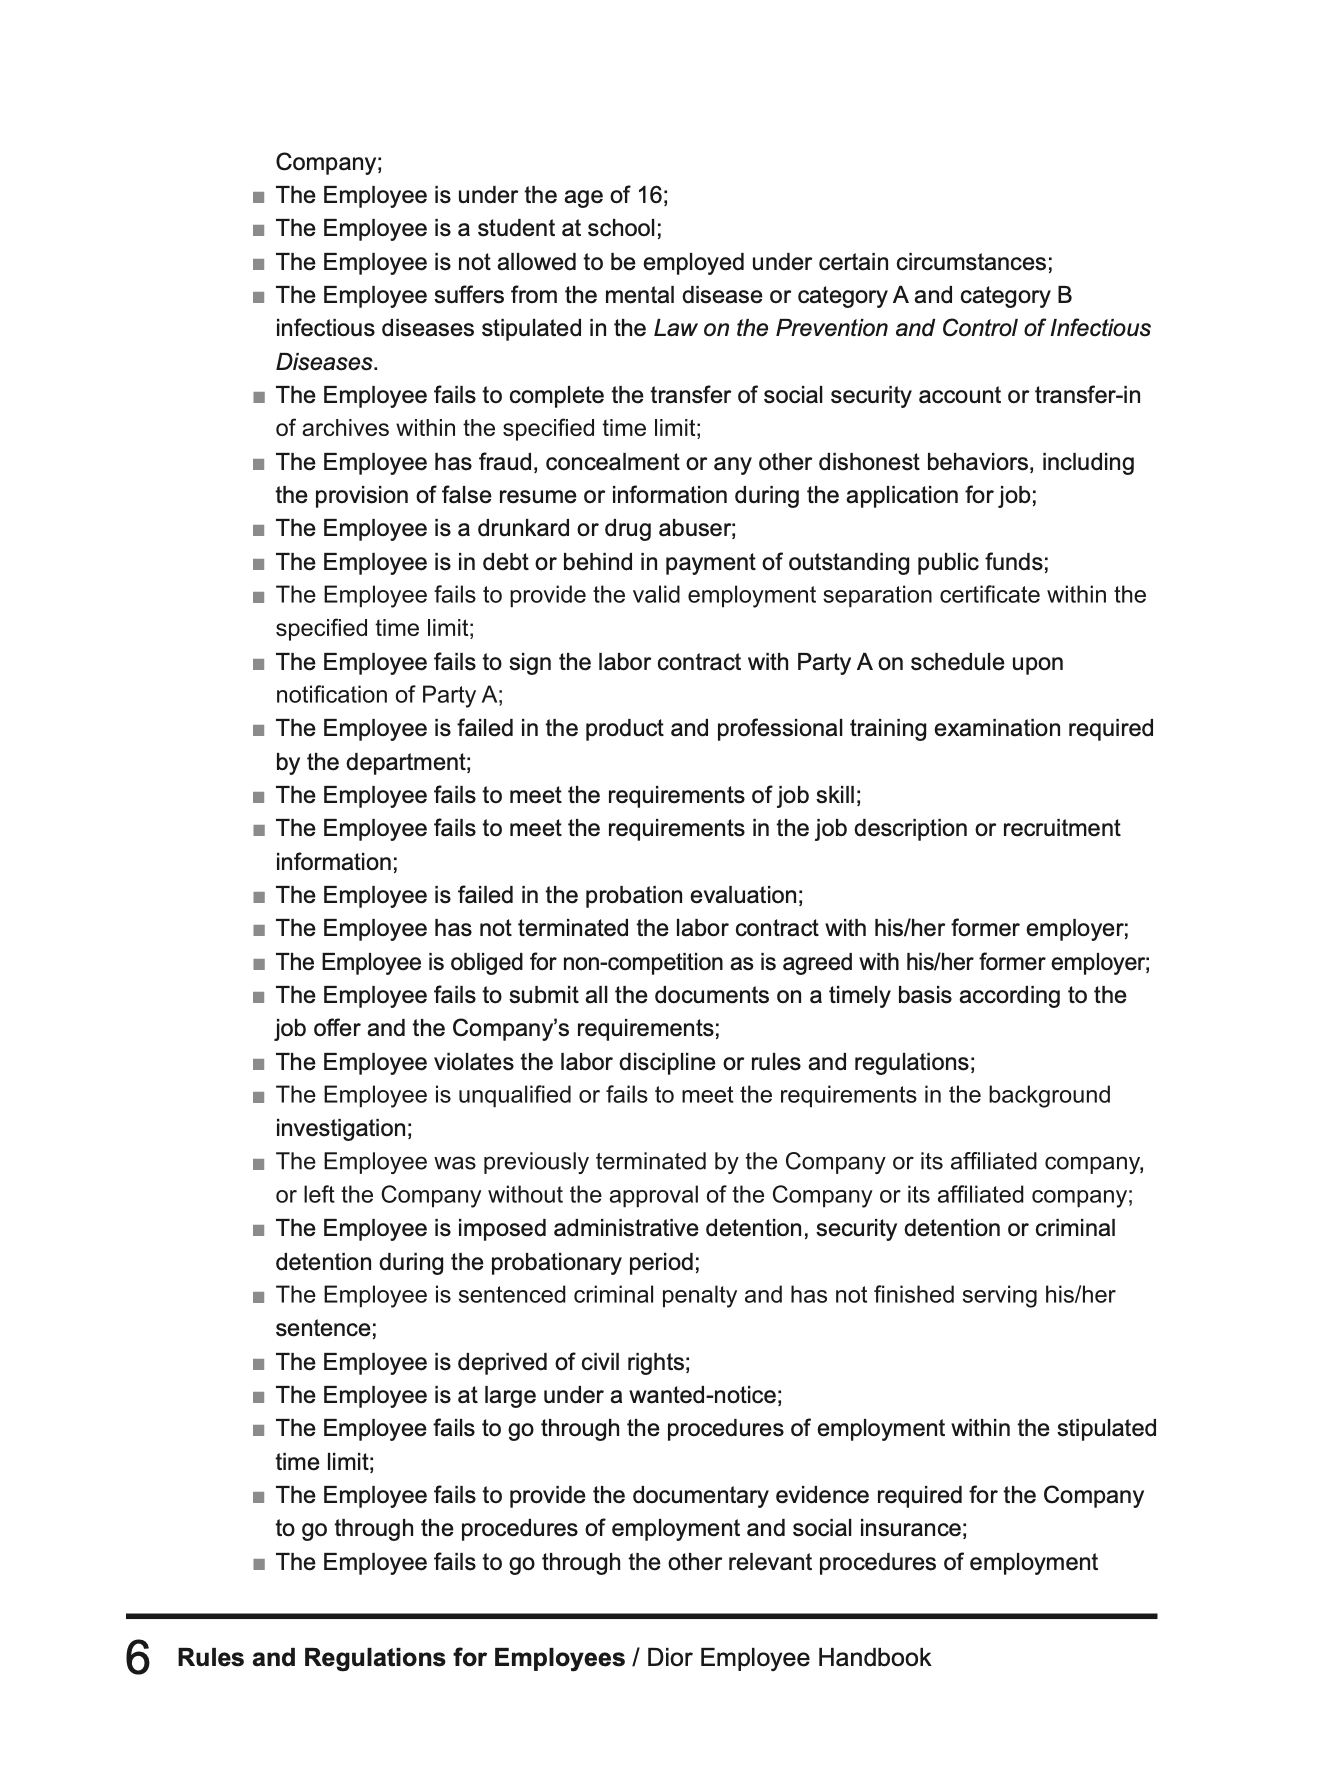 Company;
■ The Employee is under the age of 16;
■ The Employee is a student at school;
■ The Employee is not allowed to be employed under certain circumstances;
■ The Employee suffers from the mental disease or category A and category B
infectious diseases stipulated in the Law on the Prevention and Control of Infectious
Diseases.
■ The Employee fails to complete the transfer of social security account or transfer-in
of archives within the specified time limit;
■ The Employee has fraud, concealment or any other dishonest behaviors, including
the provision of false resume or information during the application for job;
■ The Employee is a drunkard or drug abuser;
■ The Employee is in debt or behind in payment of outstanding public funds;
■ The Employee fails to provide the valid employment separation certificate within the
specified time limit;
■ The Employee fails to sign the labor contract with Party A on schedule upon
notification of Party A;
■ The Employee is failed in the product and professional training examination required
by the department;
■ The Employee fails to meet the requirements of job skill;
■ The Employee fails to meet the requirements in the job description or recruitment
information;
■ The Employee is failed in the probation evaluation;
■ The Employee has not terminated the labor contract with his/her former employer;
■ The Employee is obliged for non-competition as is agreed with his/her former employer;
■ The Employee fails to submit all the documents on a timely basis according to the
job offer and the Company’s requirements;
■ The Employee violates the labor discipline or rules and regulations;
■ The Employee is unqualified or fails to meet the requirements in the background
investigation;
■ The Employee was previously terminated by the Company or its affiliated company,
or left the Company without the approval of the Company or its affiliated company;
■ The Employee is imposed administrative detention, security detention or criminal
detention during the probationary period;
■ The Employee is sentenced criminal penalty and has not finished serving his/her
sentence;
■ The Employee is deprived of civil rights;
■ The Employee is at large under a wanted-notice;
■ The Employee fails to go through the procedures of employment within the stipulated
time limit;
■ The Employee fails to provide the documentary evidence required for the Company
to go through the procedures of employment and social insurance;
■ The Employee fails to go through the other relevant procedures of employment
6 Rules and Regulations for Employees / Dior Employee Handbook